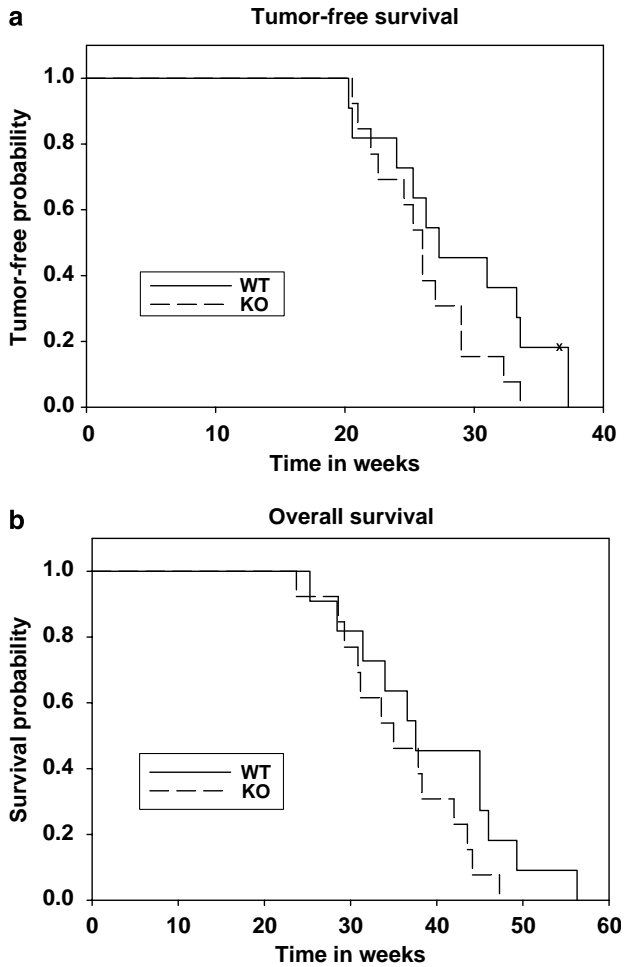 a
Tumor-free survival
Tumor-free probability
1.0
0.8
0.6
0.4
0.2
0.0
WT
KO
x
0 10 20 30 40
Time in weeks
b
Overall survival
Survival probability
1.0
0.8
0.6
0.4
0.2
0.0
WT
KO
0 10 20 30 40 50 60
Time in weeks